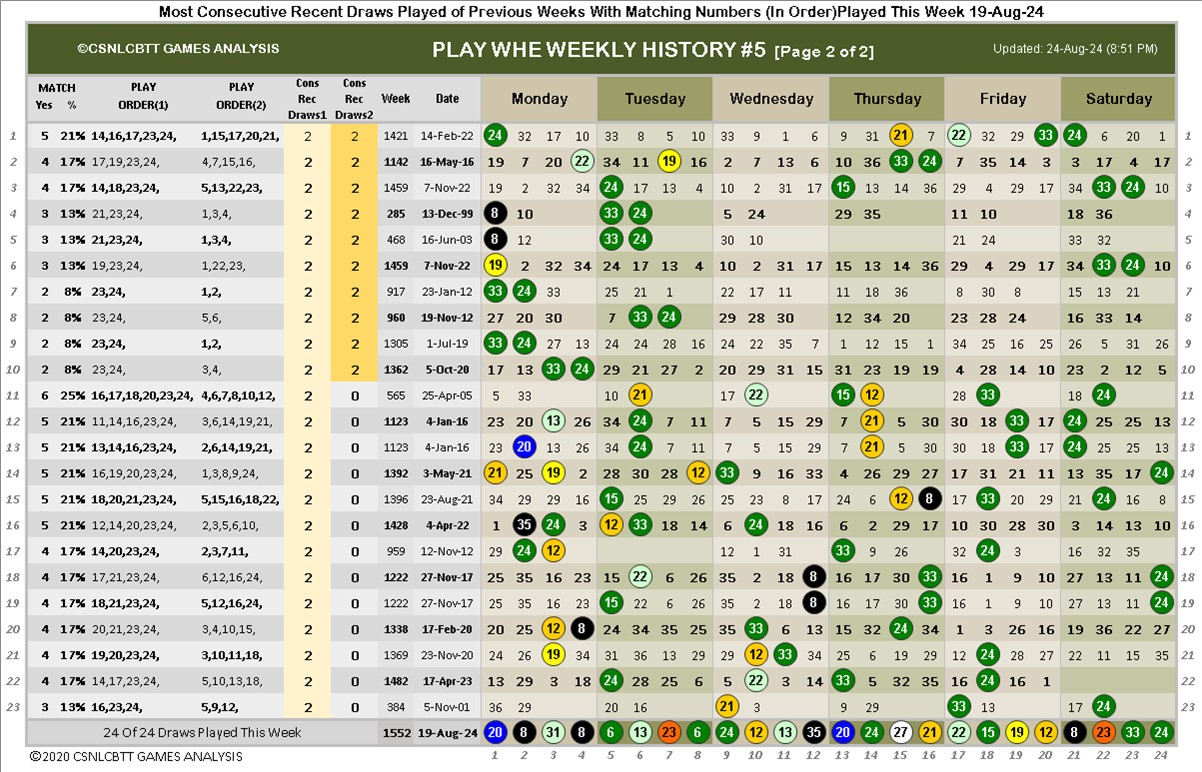 Most Consecutive Recent Draws Played of Previous Weeks With Matching Numbers (In Order)Played This Week 19-Aug-24
©CSNLCBTT GAMES ANALYSIS PLAY WHE WEEKLY HISTORY #5 [Page 2 of 2] Updated: 24-Aug-24 (8:51 PM)
MATCH Yes % PLAY ORDER(1) PLAY ORDER(2) Cons Rec Draws1 Cons Rec Draws2 Week Date Monday Tuesday Wednesday Thursday Friday Saturday
1 5 21% 14,16,17,23,24, 1,15,17,20,21, 2 2 1421 14-Feb-22 24 32 17 10 33 8 5 10 33 9 1 6 9 31 21 7 22 32 29 33 24 6 20 1 1
2 4 17% 17,19,23,24, 4,7,15,16, 2 2 1142 16-May-16 19 7 20 22 34 11 19 16 2 7 13 6 10 36 33 24 7 35 14 3 3 17 4 17 2
3 4 17% 14,18,23,24, 5,13,22,23, 2 2 1459 7-Nov-22 19 2 32 34 24 17 13 4 10 2 31 17 15 13 14 36 29 4 29 17 34 33 24 10 3
4 3 13% 21,23,24, 1,3,4, 2 2 285 13-Dec-99 8 10 33 24 5 24 29 35 11 10 18 36 4
5 3 13% 21,23,24, 1,3,4, 2 2 468 16-Jun-03 8 12 33 24 30 10 21 24 33 32 5
6 3 13% 19,23,24, 1,22,23, 2 2 1459 7-Nov-22 19 2 32 34 24 17 13 4 10 2 31 17 15 13 14 36 29 4 29 17 34 33 24 10 6
7 2 8% 23,24, 1,2, 2 2 917 23-Jan-12 33 24 33 25 21 1 22 17 11 11 18 36 7 30 8 15 13 21 7
8 2 8% 23,24, 5,6, 2 2 960 19-Nov-12 27 20 30 7 33 24 29 28 30 12 34 20 23 28 24 16 33 14 8
9 2 8% 23,24, 1,2, 2 2 1305 1-Jul-19 33 24 27 13 24 24 28 16 24 22 35 7 1 12 15 1 34 9 16 25 26 5 31 26 9
10 2 8% 23,24, 3,4, 2 2 1362 5-Oct-20 17 13 33 24 29 21 27 2 20 29 31 15 31 23 19 19 4 28 14 10 23 2 12 5 10
11 6 25% 16,17,18,20,23,24, 4,6,7,8,10,12, 2 0 565 25-Apr-05 5 33 10 21 17 22 15 12 28 33 18 24 11
12 5 21% 11,14,16,23,24, 3,6,14,19,21, 2 0 1123 4-Jan-16 23 20 13 26 34 24 7 11 7 5 15 29 7 21 5 30 30 18 33 17 24 25 25 13 12
13 5 21% 13,14,16,23,24, 2,6,14,19,21, 2 0 1123 4-Jan-16 23 20 13 26 34 24 7 11 7 5 15 29 7 21 5 30 30 18 33 17 24 25 25 13 13
14 5 21% 16,19,20,23,24, 1,3,8,9,24, 2 0 1392 3-May-21 21 25 19 2 28 30 28 12 33 9 16 33 4 26 29 27 17 31 21 11 13 35 17 24 14
15 5 21% 18,20,21,23,24, 5,15,16,18,22, 2 0 1396 23-Aug-21 34 29 29 16 15 25 29 26 25 23 8 17 24 6 12 8 17 33 20 29 21 24 16 8 15
16 5 21% 12,14,20,23,24, 2,3,5,6,10, 2 0 1428 4-Apr-22 1 35 24 3 12 33 18 14 9 24 18 16 6 2 29 17 10 30 28 30 3 14 13 10 16
17 4 17% 14,20,23,24, 2,3,7,11, 2 0 959 12-Nov-12 29 24 12 12 1 31 33 9 26 32 24 3 16 32 35 17
18 4 17% 17,21,23,24, 6,12,16,24, 2 0 1222 27-Nov-17 25 35 16 23 15 22 6 26 35 2 18 8 16 17 30 33 16 1 9 10 27 13 11 24 18
19 4 17% 18,21,23,24, 5,12,16,24, 2 0 1222 27-Nov-17 25 35 16 23 15 22 6 26 35 2 18 8 16 17 30 33 16 1 9 10 27 13 11 24 19
20 4 17% 20,21,23,24, 3,4,10,15, 2 0 1338 17-Feb-20 20 25 12 8 24 34 35 25 35 33 6 13 15 32 24 34 1 3 26 16 19 36 22 27 20
21 17% 19,20,23,24, 3,10,11,18, 2 0 1369 23-Nov-20 24 26 19 34 31 36 13 29 9 12 33 34 25 6 19 29 12 24 28 27 22 11 15 35 21
22 4 17% 14,17,23,24, 5,10,13,18, 2 0 1482 17-Apr-23 13 29 3 18 24 28 25 6 5 22 3 14 33 5 32 35 16 24 16 1 22
23 3 13% 16,23,24, 5,9,12, 2 0 384 5-Nov-01 36 29 20 16 21 3 9 29 33 13 17 24 23
24 Of 24 Draws Played This Week 1552 19-Aug-24 20 8 31 8 6 13 23 6 24 12 13 35 20 24 27 21 22 15 19 12 8 23 33 24
©2020 CSNLCBTT GAMES ANALYSIS 1 2 3 4 5 6 7 8 9 10 11 12 13 14 15 16 17 18 19 20 21 22 23 24